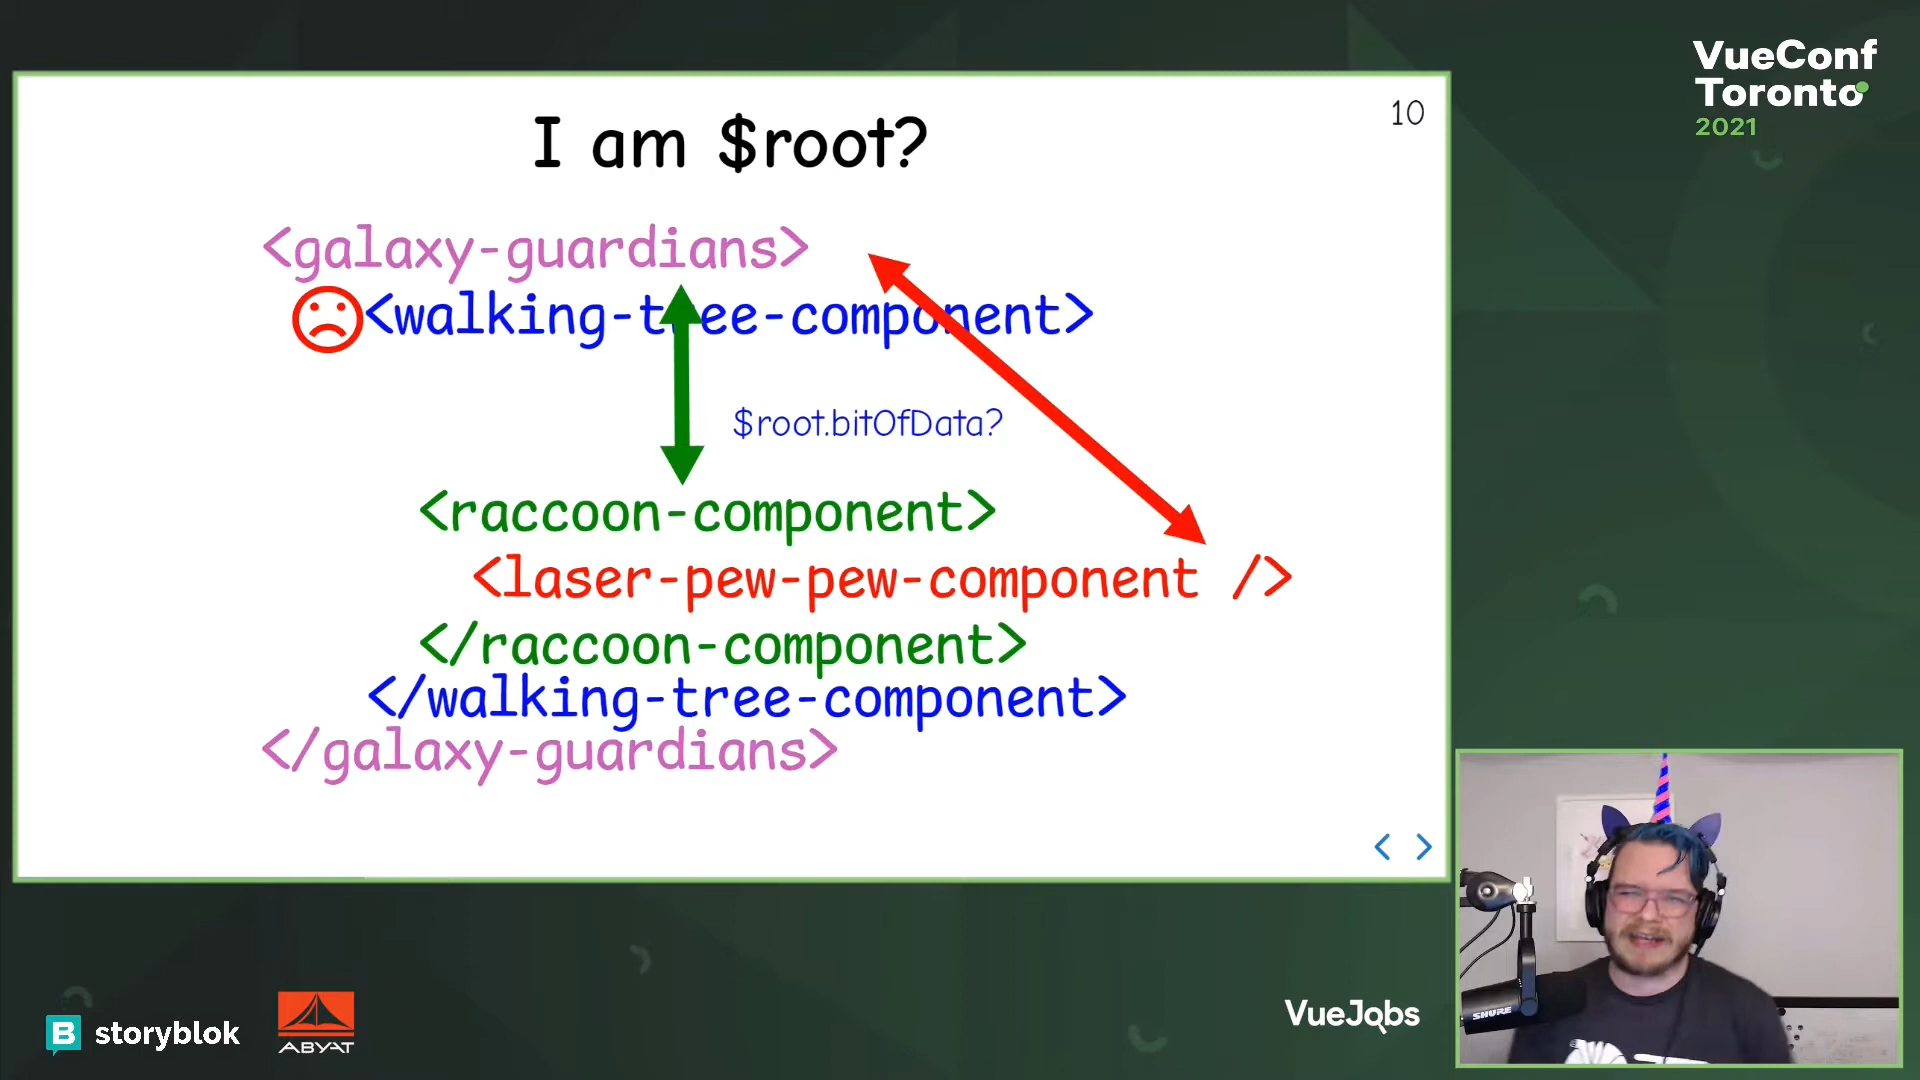 VueConf
Toronto
2021
10
I am $root?
<galaxy-guardians>
<walking-tree-component>
$root.bitOfData?
<raccoon-component>
<laser-pew-pew-component />
</raccoon-component>
</walking-tree-component>
</galaxy-guardians>
< >
B storyblok
ABYAT
VueJobs
SHURE